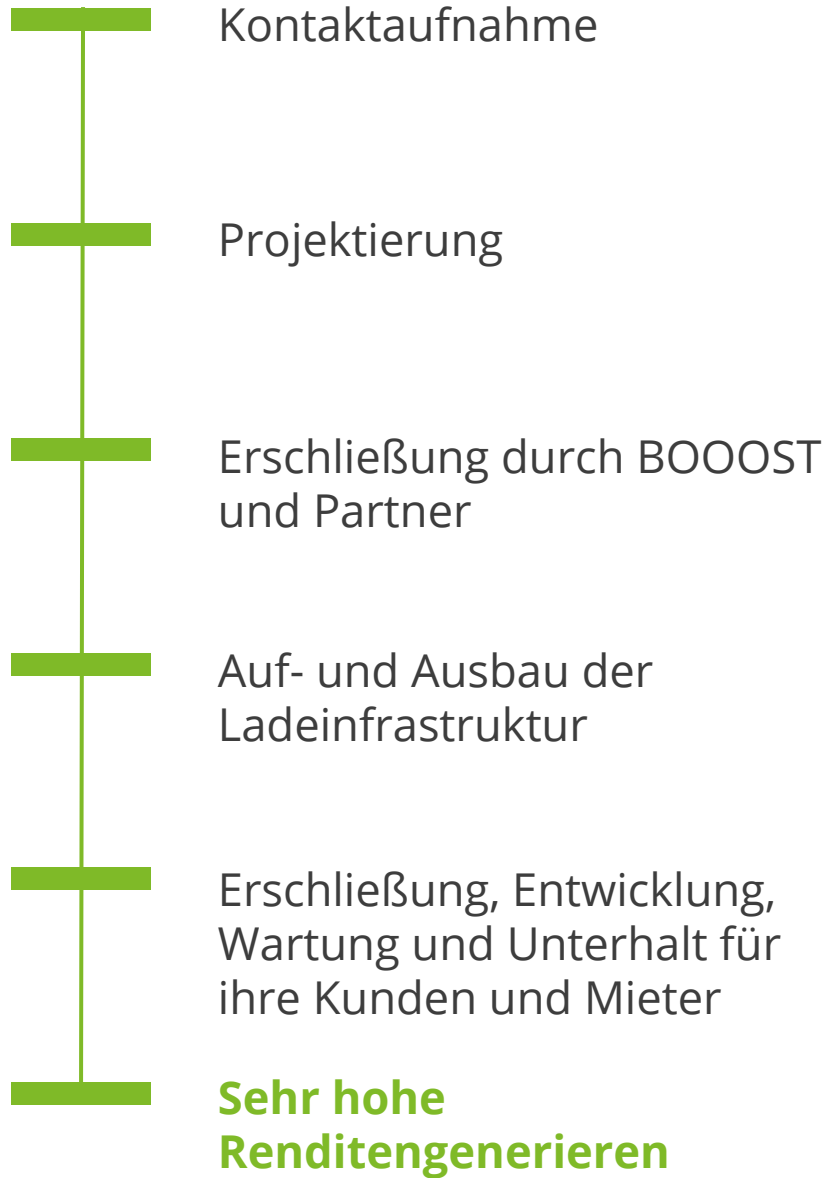 Kontaktaufnahme
Projektierung
Erschließung durch BOOOST
und Partner
Auf- und Ausbau der
Ladeinfrastruktur
Erschließung, Entwicklung,
Wartung und Unterhalt für
ihre Kunden und Mieter
Sehr hohe
Renditengenerieren